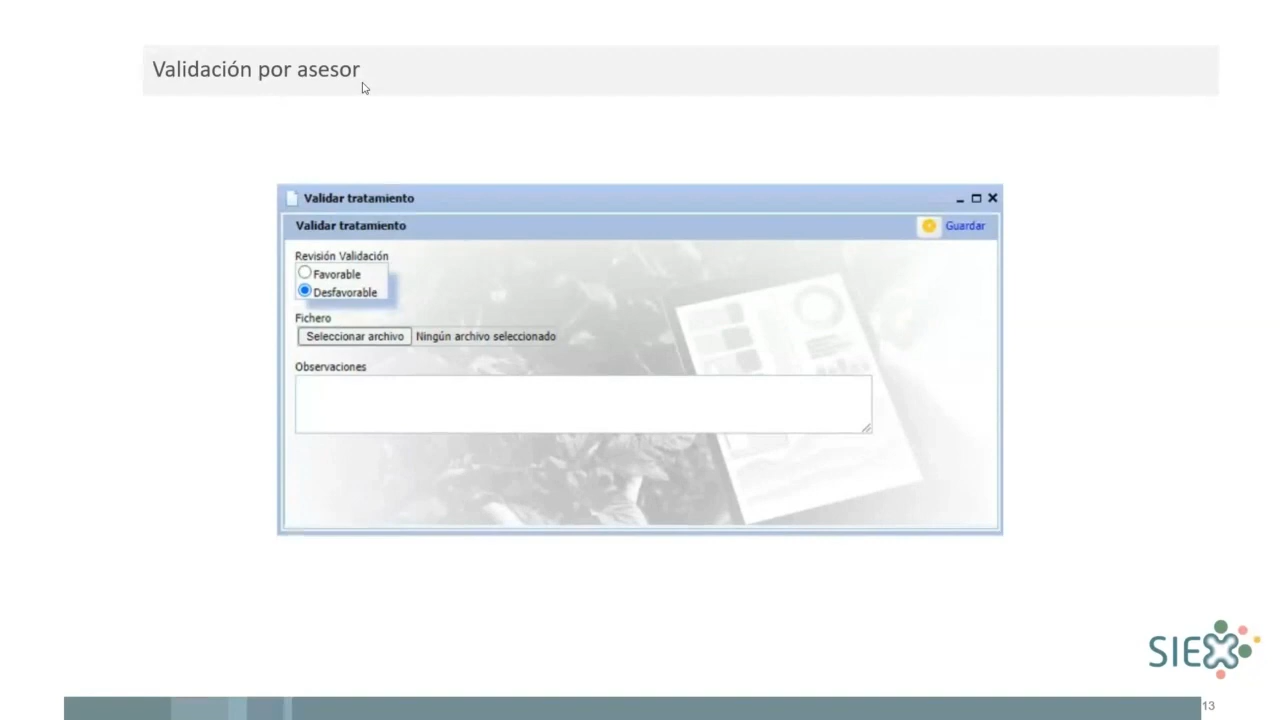 Validación por asesor
Validar tratamiento
Validar tratamiento
Guardar
Revisión Validación
Favorable
Desfavorable
Fichero
Seleccionar archivo Ningún archivo seleccionado
Observaciones
SIEX
13